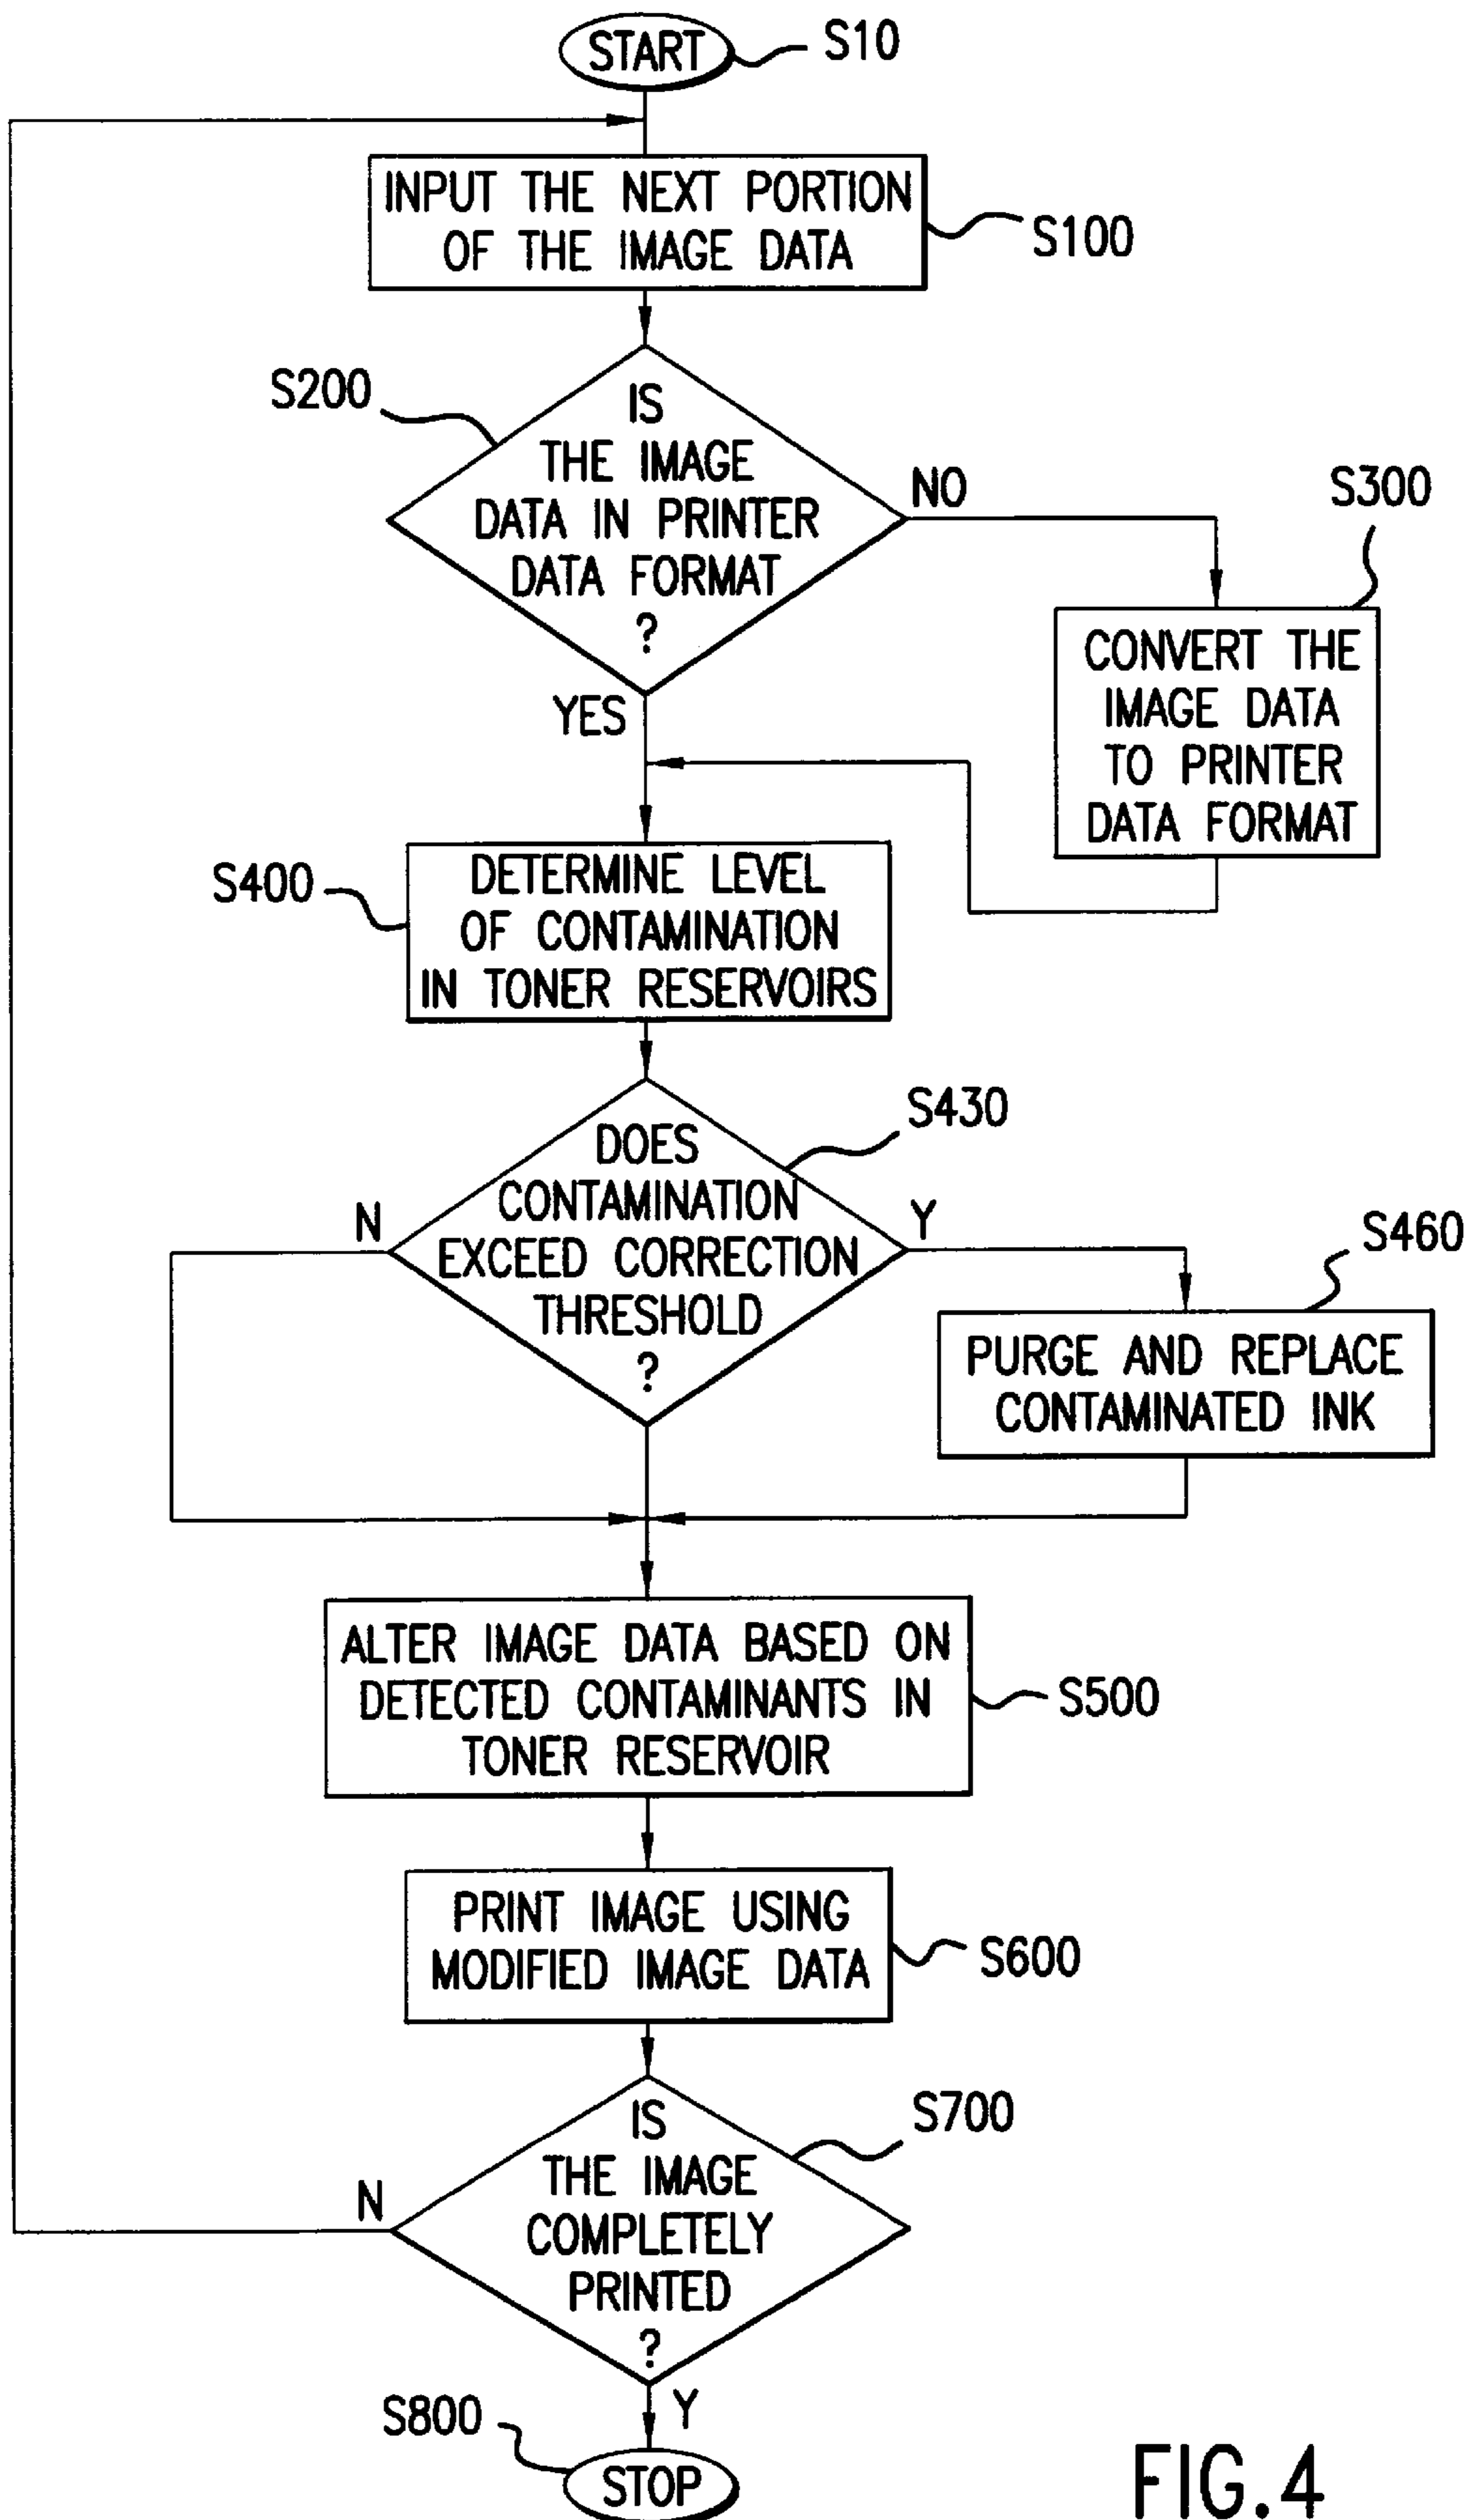 START
S10
INPUT THE NEXT PORTION
OF THE IMAGE DATA
S100
S200
IS
THE IMAGE
DATA IN PRINTER
DATA FORMAT
?
NO
YES
S300
CONVERT THE
IMAGE DATA
TO PRINTER
DATA FORMAT
S400
DETERMINE LEVEL
OF CONTAMINATION
IN TONER RESERVOIRS
S430
DOES
CONTAMINATION
EXCEED CORRECTION
THRESHOLD
?
N
Y
S460
PURGE AND REPLACE
CONTAMINATED INK
ALTER IMAGE DATA BASED ON
DETECTED CONTAMINANTS IN
TONER RESERVOIR
S500
PRINT IMAGE USING
MODIFIED IMAGE DATA
S600
S700
IS
THE IMAGE
COMPLETELY
PRINTED
?
N
Y
S800
STOP
FIG.4